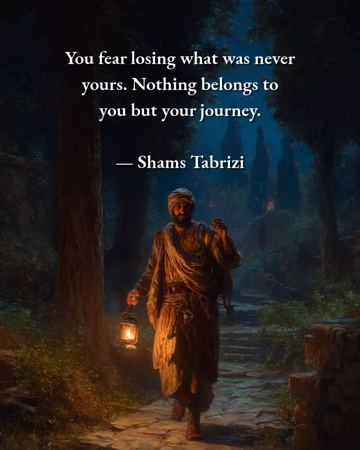 You fear losing what was never
yours. Nothing belongs to
you but your journey.
— Shams Tabrizi